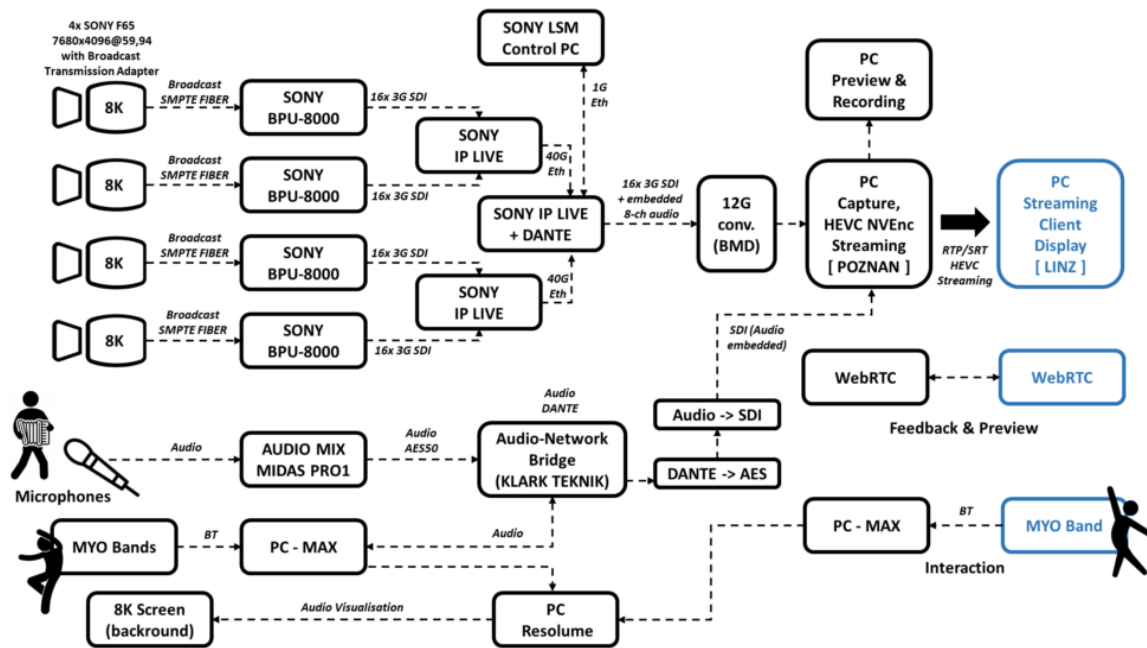 4x SONY F65
7680x4096@59,94
with Broadcast
Transmission Adapter
8K
Broadcast
SMPTE FIBER
SONY
BPU-8000
16x 3G SDI
8K
Broadcast
SMPTE FIBER
SONY
BPU-8000
16x 3G SDI
8K
Broadcast
SMPTE FIBER
SONY
BPU-8000
16x 3G SDI
8K
Broadcast
SMPTE FIBER
SONY
BPU-8000
16x 3G SDI
SONY
IP LIVE
40G
Eth
SONY
IP LIVE
40G
Eth
SONY LSM
Control PC
1G
Eth
SONY IP LIVE
+ DANTE
16x 3G SDI
+ embedded
8-ch audio
12G
conv.
(BMD)
PC
Preview &
Recording
PC
Capture,
HEVC NVEnc
Streaming
[ POZNAN ]
RTP/SRT
HEVC
Streaming
PC
Streaming
Client
Display
[ LINZ ]
SDI (Audio
embedded)
WebRTC
WebRTC
Feedback & Preview
Microphones
Audio
AUDIO MIX
MIDAS PRO1
Audio
AES50
Audio
DANTE
Audio-Network
Bridge
(KLARK TEKNIK)
Audio -> SDI
DANTE -> AES
MYO Bands
BT
PC - MAX
Audio
PC - MAX
BT
MYO Band
Interaction
8K Screen
(backround)
Audio Visualisation
PC
Resolume